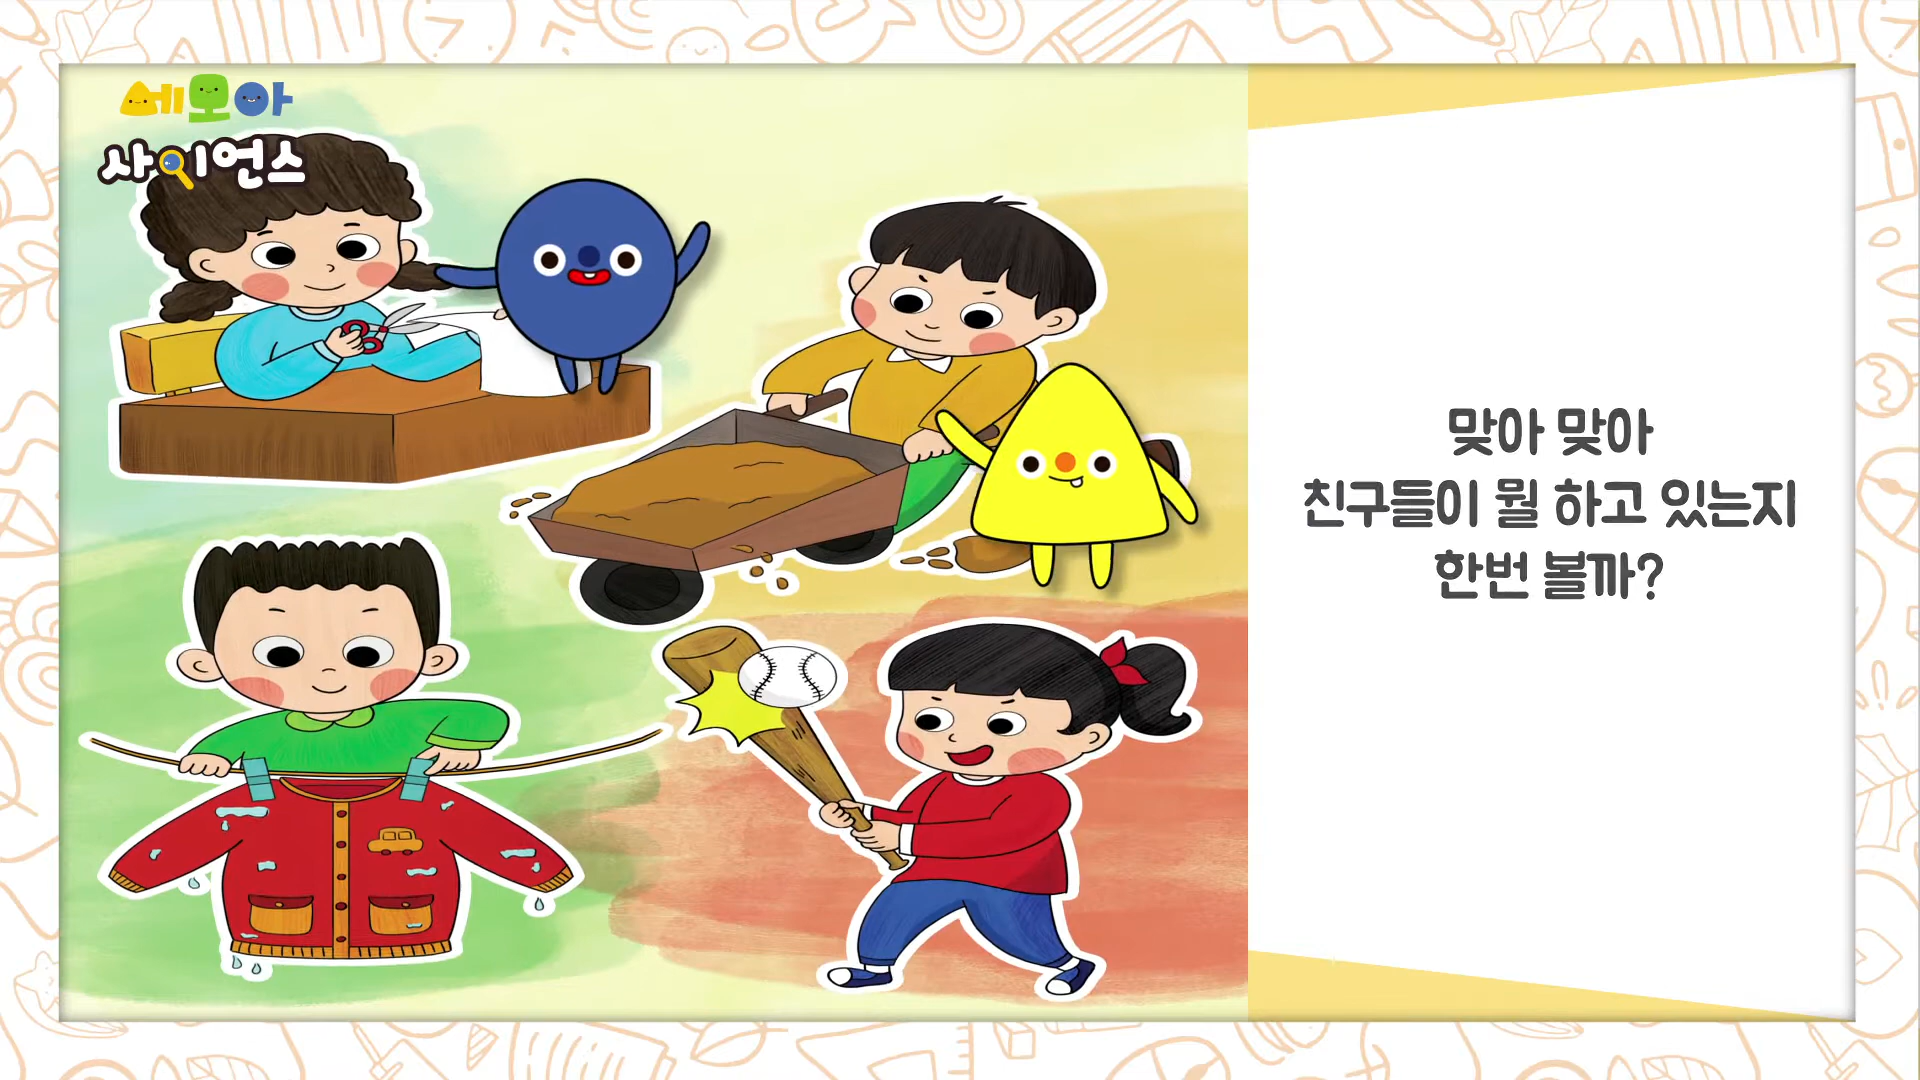 세모아
사이언스
맞아 맞아
친구들이 뭘 하고 있는지
한번 볼까?